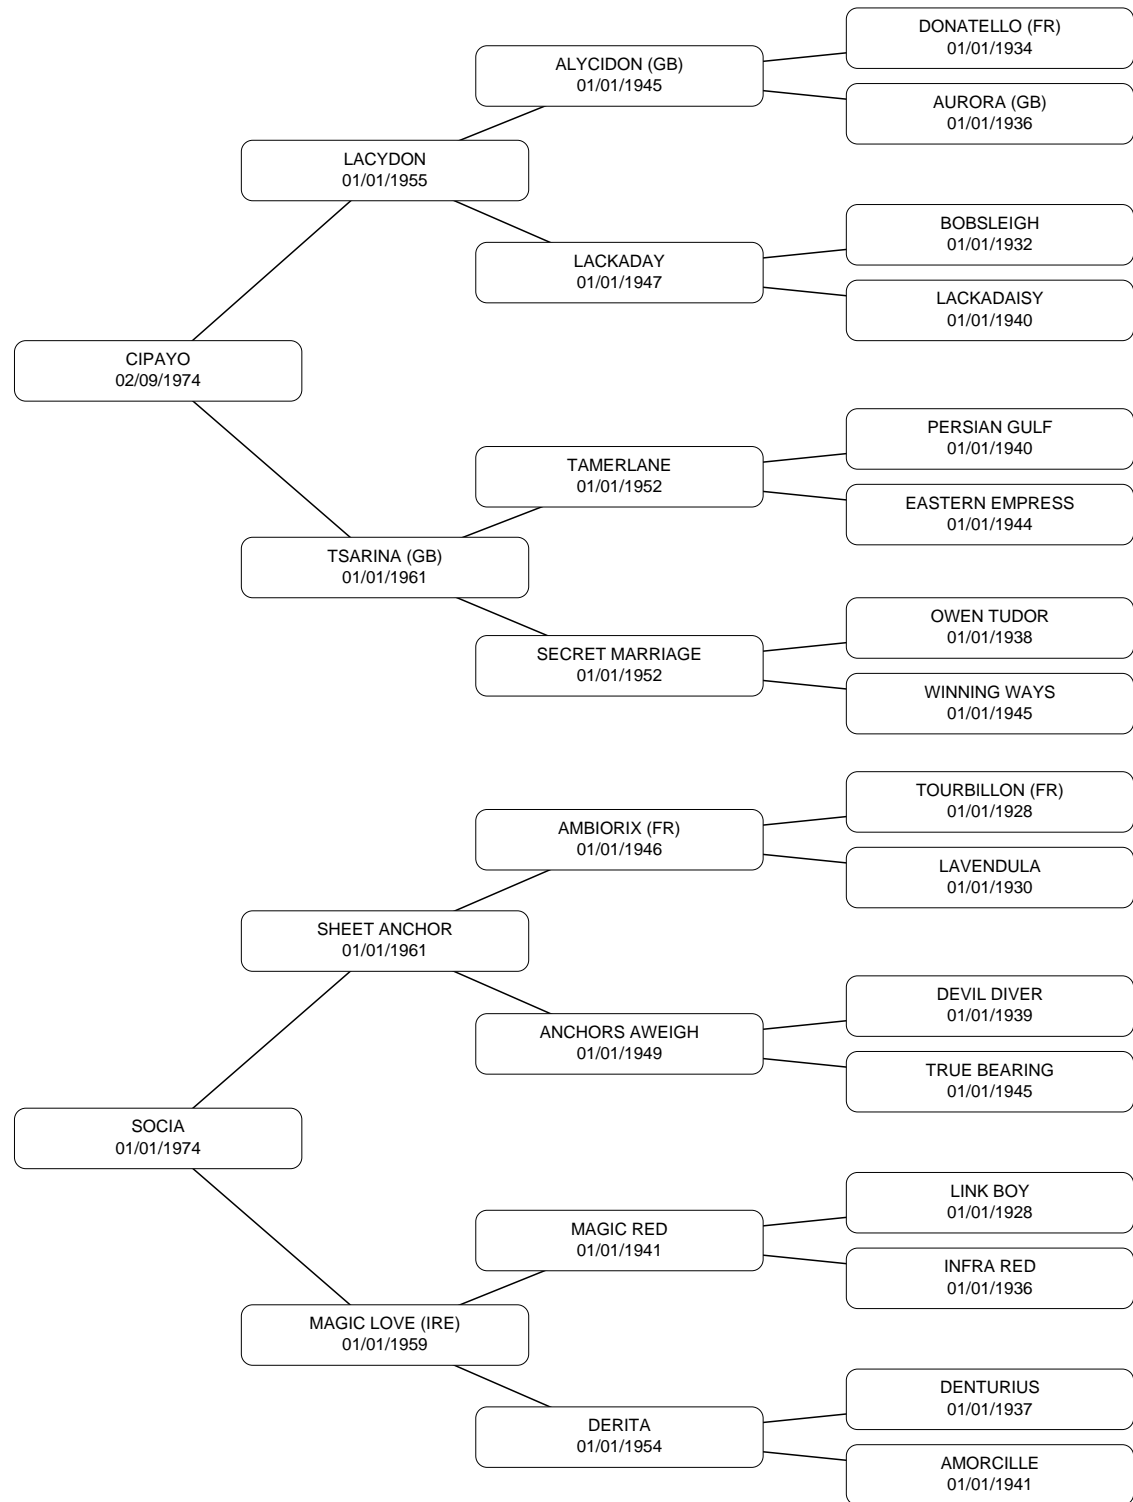 DONATELLO (FR)
01/01/1934
ALYCIDON (GB)
01/01/1945
AURORA (GB)
01/01/1936
LACYDON
01/01/1955
BOBSLEIGH
01/01/1932
LACKADAY
01/01/1947
LACKADAISY
01/01/1940
CIPAYO
02/09/1974
PERSIAN GULF
01/01/1940
TAMERLANE
01/01/1952
EASTERN EMPRESS
01/01/1944
TSARINA (GB)
01/01/1961
OWEN TUDOR
01/01/1938
SECRET MARRIAGE
01/01/1952
WINNING WAYS
01/01/1945
TOURBILLON (FR)
01/01/1928
AMBIORIX (FR)
01/01/1946
LAVENDULA
01/01/1930
SHEET ANCHOR
01/01/1961
DEVIL DIVER
01/01/1939
ANCHORS AWEIGH
01/01/1949
TRUE BEARING
01/01/1945
SOCIA
01/01/1974
LINK BOY
01/01/1928
MAGIC RED
01/01/1941
INFRA RED
01/01/1936
MAGIC LOVE (IRE)
01/01/1959
DENTURIUS
01/01/1937
DERITA
01/01/1954
AMORCILLE
01/01/1941